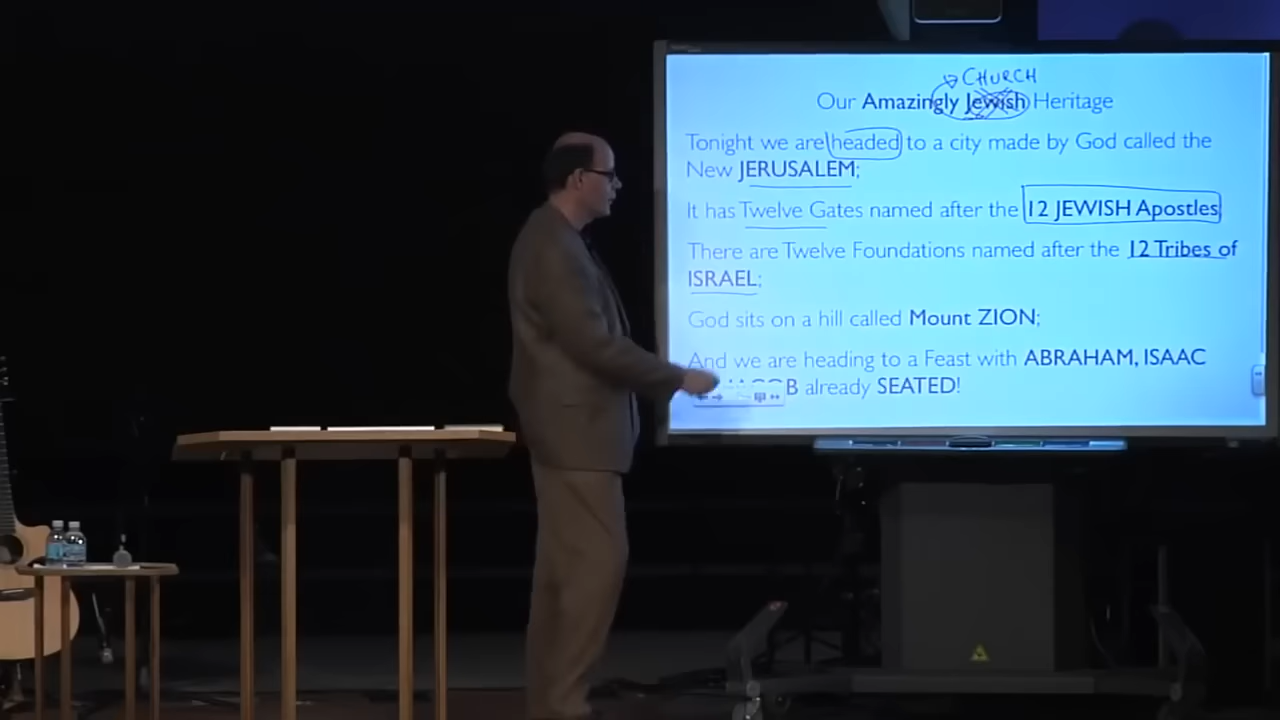 CHURCH
Our Amazingly Jewish Heritage
Tonight we are headed to a city made by God called the
New JERUSALEM;
It has Twelve Gates named after the 12 JEWISH Apostles
There are Twelve Foundations named after the 12 Tribes of
ISRAEL;
God sits on a hill called Mount ZION;
And we are heading to a Feast with ABRAHAM, ISAAC
already SEATED!